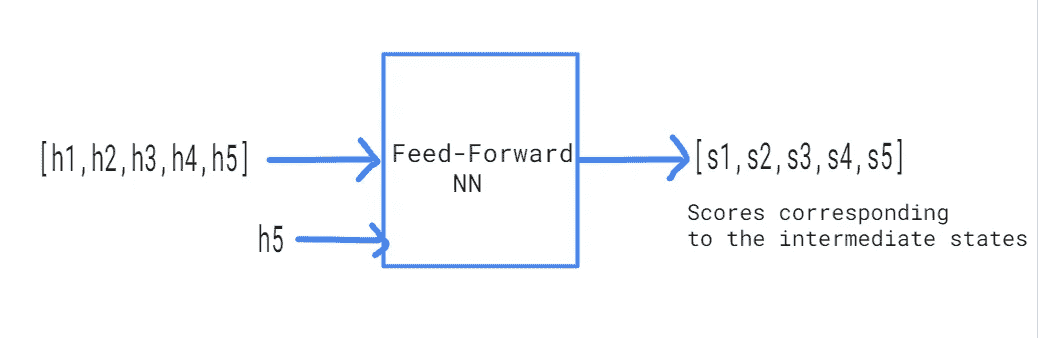 [h1,h2,h3,h4,h5]
h5
Feed-Forward
NN
[s1,s2,s3,s4,s5]
Scores corresponding
to the intermediate states